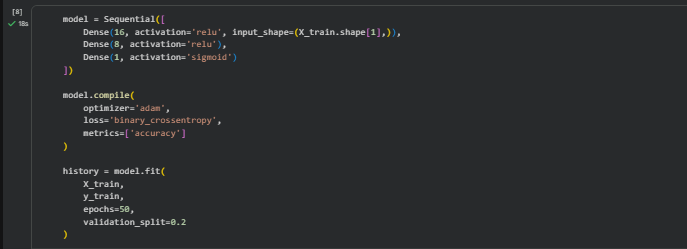 [8]
18s
model = Sequential([
    Dense(16, activation='relu', input_shape=(X_train.shape[1],)),
    Dense(8, activation='relu'),
    Dense(1, activation='sigmoid')
])

model.compile(
    optimizer='adam',
    loss='binary_crossentropy',
    metrics=['accuracy']
)

history = model.fit(
    X_train,
    y_train,
    epochs=50,
    validation_split=0.2
)